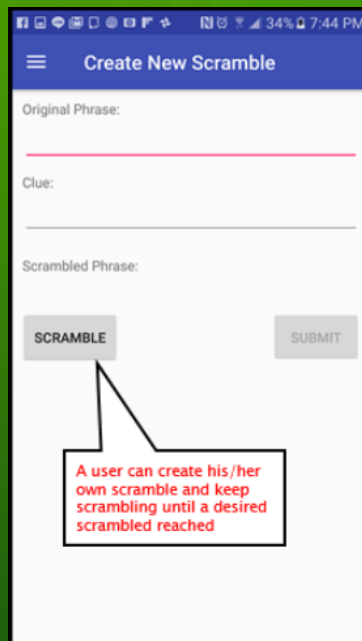 34% 7:44 PM
Create New Scramble
Original Phrase:
Clue:
Scrambled Phrase:
SCRAMBLE
SUBMIT
A user can create his/her
own scramble and keep
scrambling until a desired
scrambled reached